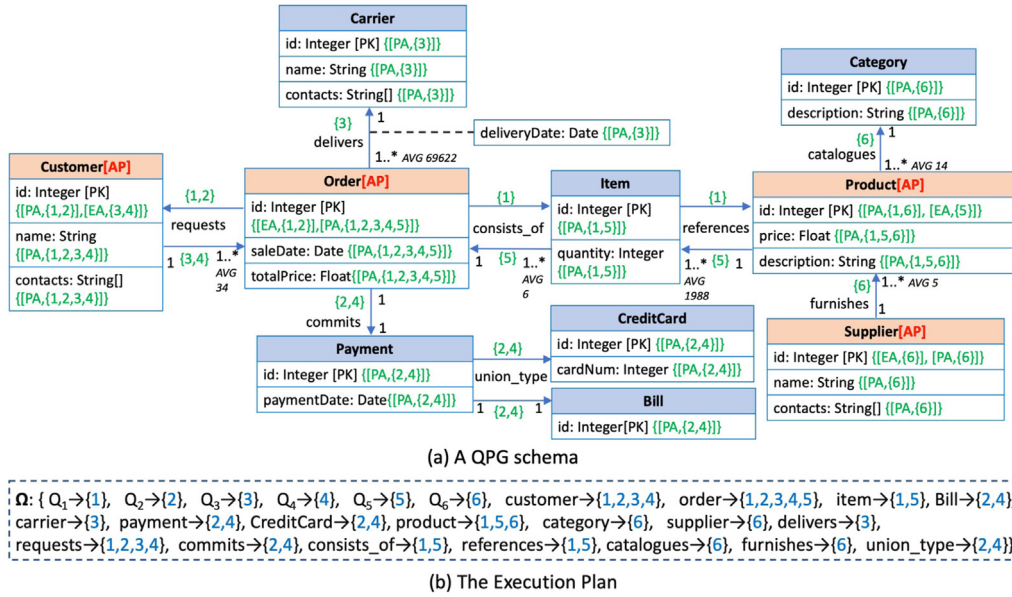 Carrier
id: Integer [PK] {[PA,{3}]}
name: String {[PA,{3}]}
contacts: String[] {[PA,{3}]}
{3}
delivers
1
1..* AVG 69622
deliveryDate: Date {[PA,{3}]}
Category
id: Integer [PK] {[PA,{6}]}
description: String {[PA,{6}]}
{6}
catalogues
1
1..* AVG 14
Customer[AP]
id: Integer [PK]
{[PA,{1,2}],[EA,{3,4}]}
name: String
{[PA,{1,2,3,4}]}
contacts: String[]
{[PA,{1,2,3,4}]}
{1,2}
requests
1 {3,4} 1..*
AVG
34
Order[AP]
id: Integer [PK]
{[EA,{1,2}],[PA,{1,2,3,4,5}]}
saleDate: Date {[PA,{1,2,3,4,5}]}
totalPrice: Float{[PA,{1,2,3,4,5}]}
{1}
consists_of
1 {5} 1..*
AVG
6
Item
id: Integer [PK]
{[PA,{1,5}]}
quantity: Integer
{[PA,{1,5}]}
{1}
references
1..* {5} 1
AVG
1988
Product[AP]
id: Integer [PK] {[PA,{1,6}], [EA,{5}]}
price: Float {[PA,{1,5,6}]}
description: String {[PA,{1,5,6}]}
{6} 1..* AVG 5
furnishes
1
Supplier[AP]
id: Integer [PK] {[EA,{6}], [PA,{6}]}
name: String {[PA,{6}]}
contacts: String[] {[PA,{6}]}
{2,4} 1
commits
1
Payment
id: Integer [PK] {[PA,{2,4}]}
paymentDate: Date{[PA,{2,4}]}
{2,4}
union_type
1 {2,4} 1
CreditCard
id: Integer [PK] {[PA,{2,4}]}
cardNum: Integer {[PA,{2,4}]}
Bill
id: Integer[PK] {[PA,{2,4}]}
(a) A QPG schema
Ω: { Q₁→{1}, Q₂→{2}, Q₃→{3}, Q₄→{4}, Q₅→{5}, Q₆→{6}, customer→{1,2,3,4}, order→{1,2,3,4,5}, item→{1,5}, Bill→{2,4}
carrier→{3}, payment→{2,4}, CreditCard→{2,4}, product→{1,5,6}, category→{6}, supplier→{6}, delivers→{3},
requests→{1,2,3,4}, commits→{2,4}, consists_of→{1,5}, references→{1,5}, catalogues→{6}, furnishes→{6}, union_type→{2,4}}
(b) The Execution Plan